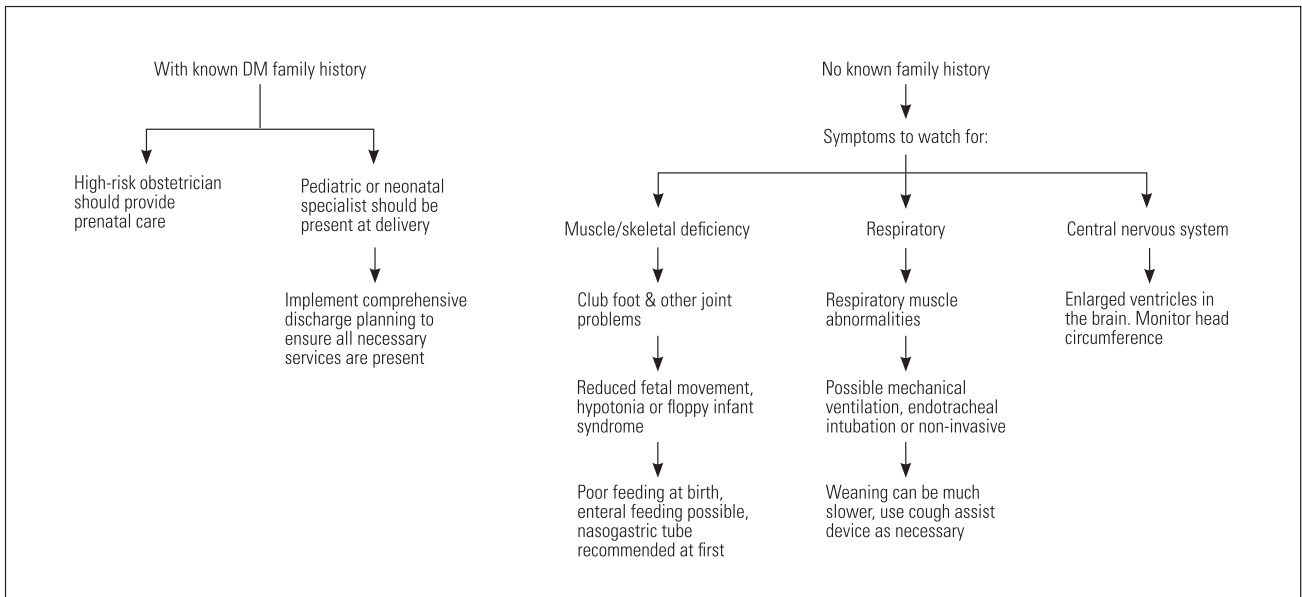 With known DM family history
High-risk obstetrician
should provide
prenatal care
Pediatric or neonatal
specialist should be
present at delivery
Implement comprehensive
discharge planning to
ensure all necessary
services are present
No known family history
Symptoms to watch for:
Muscle/skeletal deficiency
Club foot & other joint
problems
Reduced fetal movement,
hypotonia or floppy infant
syndrome
Poor feeding at birth,
enteral feeding possible,
nasogastric tube
recommended at first
Respiratory
Respiratory muscle
abnormalities
Possible mechanical
ventilation, endotracheal
intubation or non-invasive
Weaning can be much
slower, use cough assist
device as necessary
Central nervous system
Enlarged ventricles in
the brain. Monitor head
circumference